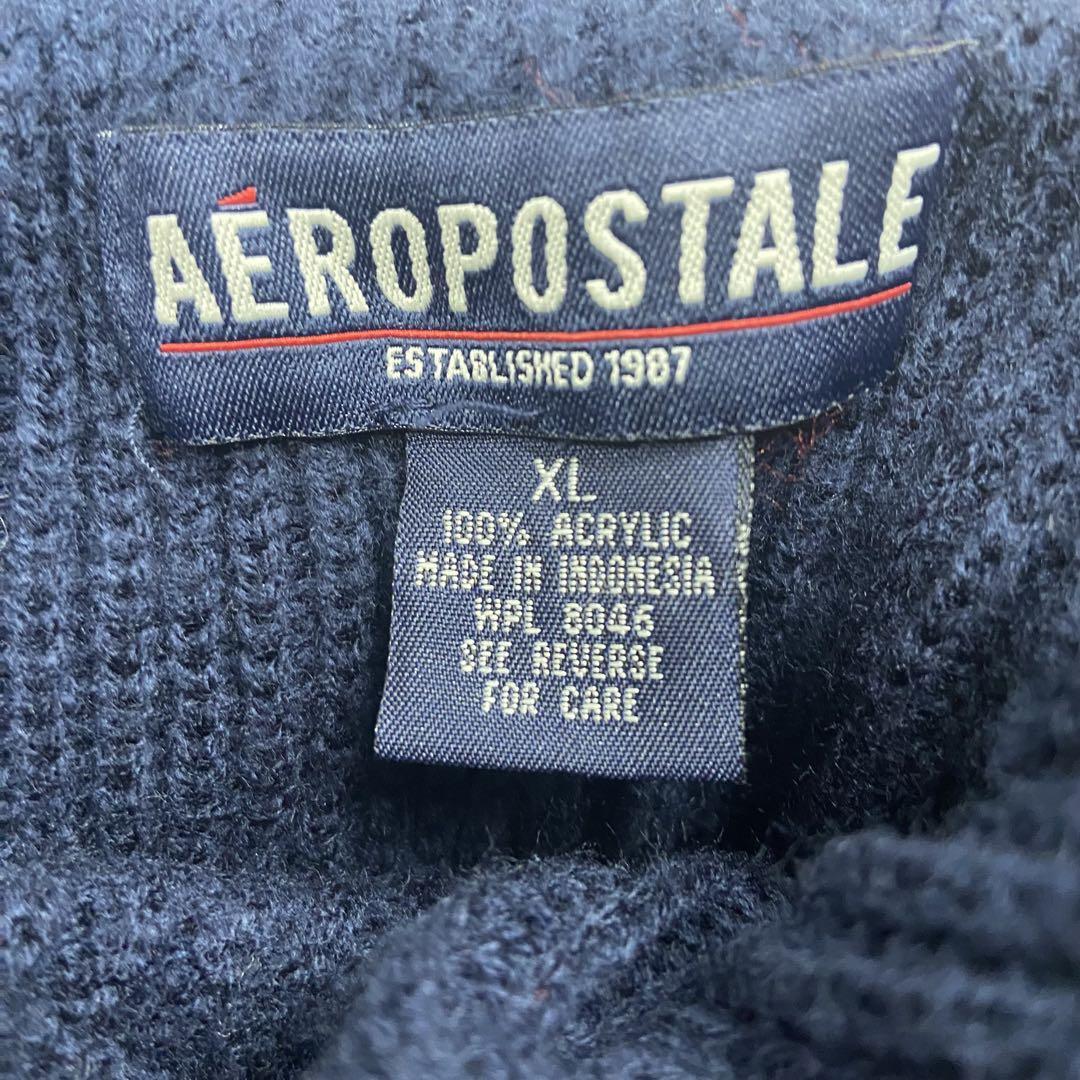 AÉROPOSTALE
ESTABLISHED 1987
XL
100% ACRYLIC
MADE IN INDONESIA
WPL 8046
SEE REVERSE
FOR CARE